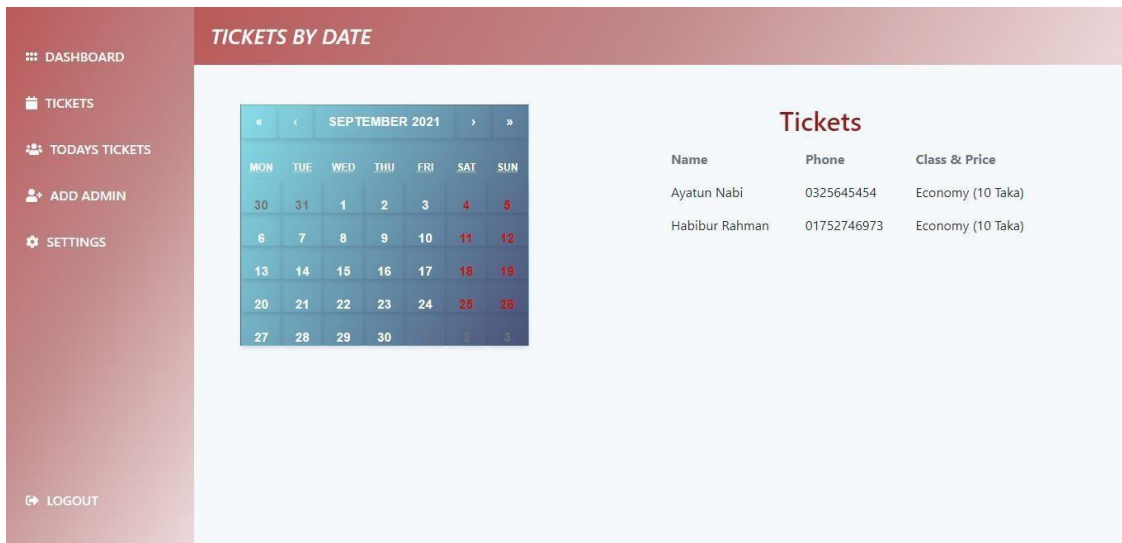 TICKETS BY DATE
DASHBOARD
TICKETS
TODAYS TICKETS
ADD ADMIN
SETTINGS
LOGOUT
« ‹ SEPTEMBER 2021 › »
MON TUE WED THU FRI SAT SUN
30 31 1 2 3 4 5
6 7 8 9 10 11 12
13 14 15 16 17 18 19
20 21 22 23 24 25 26
27 28 29 30 2 3
Tickets
Name Phone Class & Price
Ayatun Nabi 0325645454 Economy (10 Taka)
Habibur Rahman 01752746973 Economy (10 Taka)